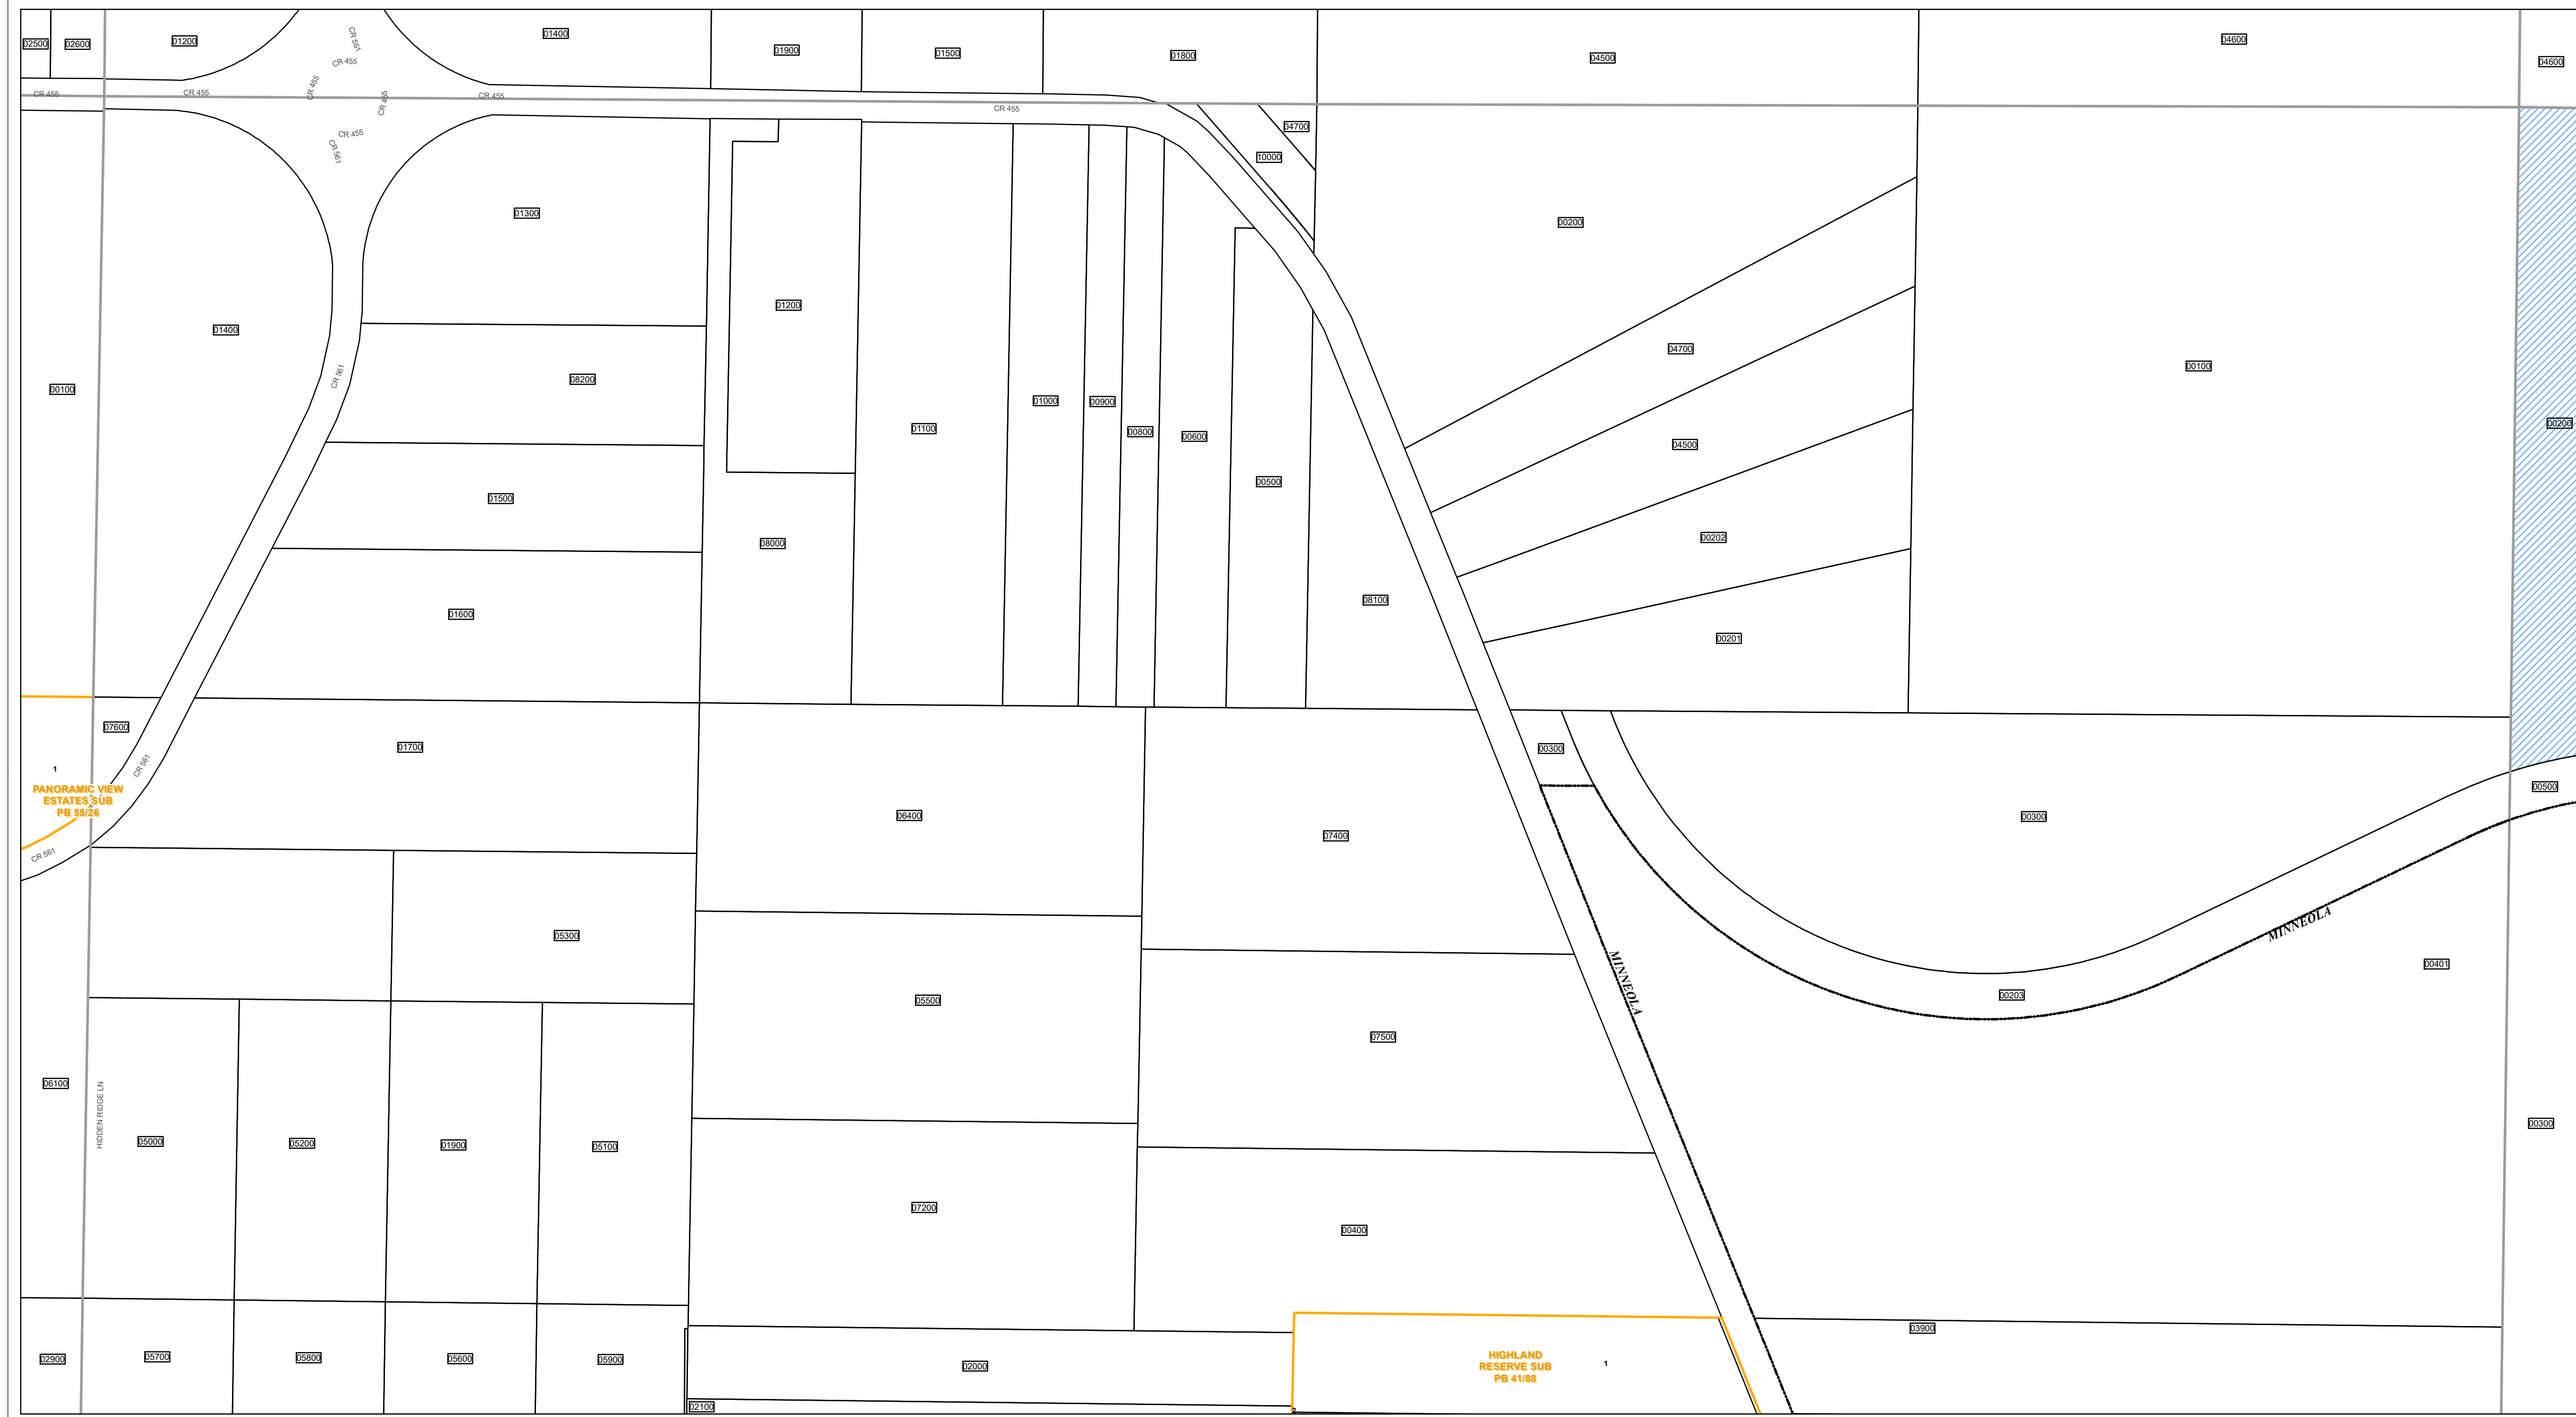 02500
02600
01200
CR 561
CR 455
01400
01900
01500
01800
04500
04600
04600
CR 455
CR 455
CR 455
CR 455
CR 455
CR 455
CR 455
CR 561
04700
10000
01300
00200
01200
01400
00100
08200
01500
01600
CR 561
08000
01100
01000
00900
00800
00600
00500
08100
04700
04500
00202
00201
00100
00200
07600
1
PANORAMIC VIEW
ESTATES SUB
PB 55/26
CR 561
CR 561
01700
06400
07400
00300
00300
00500
05300
05500
07500
MINNEOLA
MINNEOLA
00203
00401
06100
HIDDEN RIDGE LN
05000
05200
01900
05100
07200
00400
00300
02900
05700
05800
05600
05900
02000
02100
HIGHLAND
RESERVE SUB
PB 41/88
1
2
03900